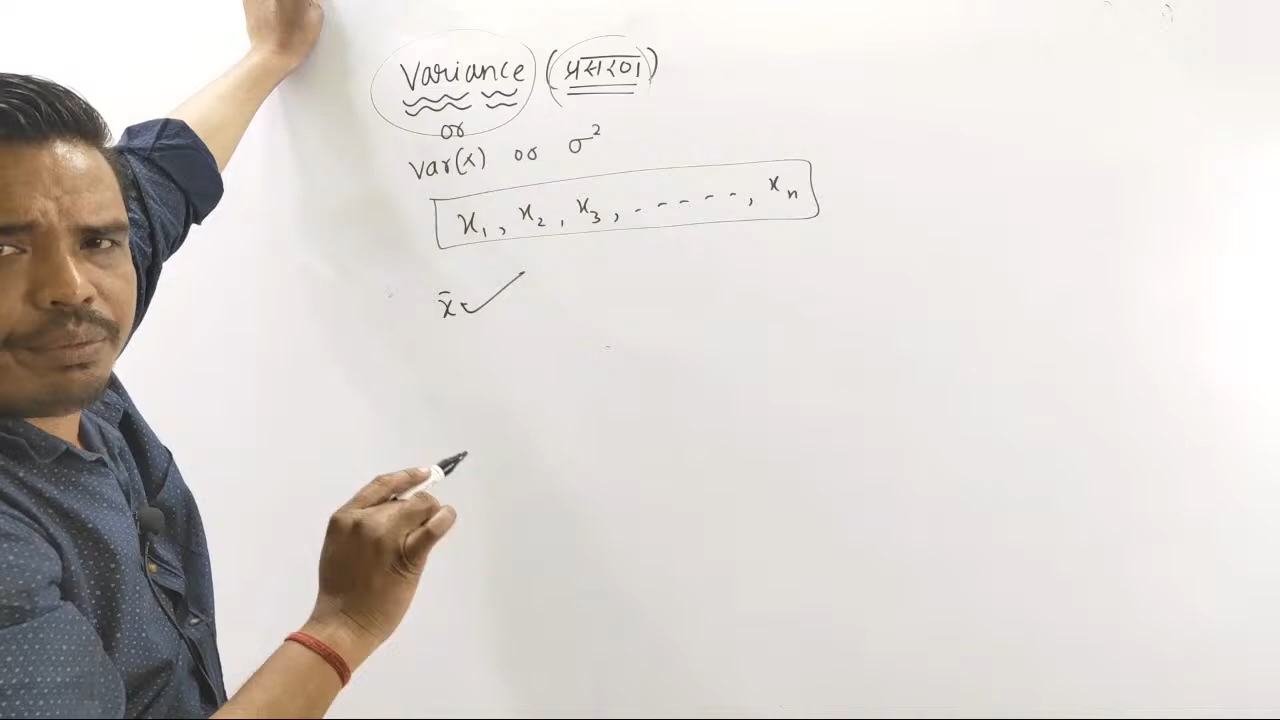 Variance (प्रसरण)
or
var(x) or σ²
x₁, x₂, x₃, - - - - - -, xₙ
x̄ ✓